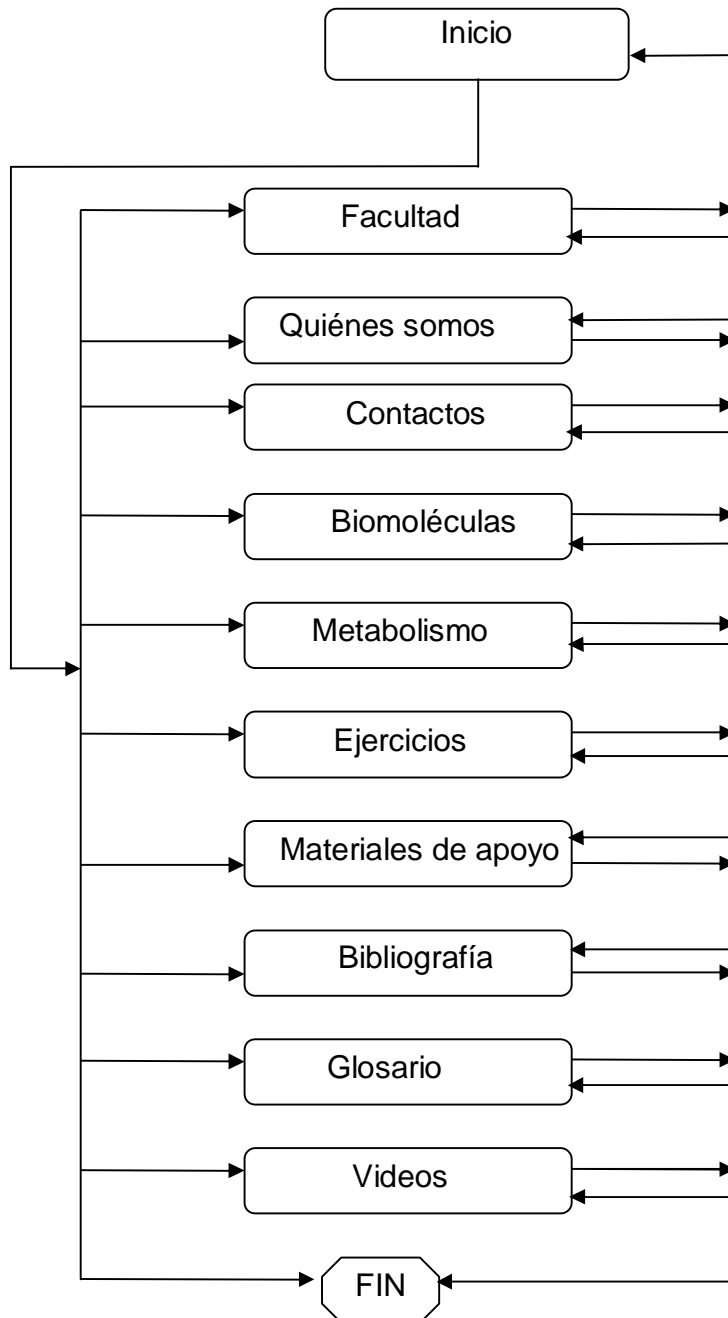 Inicio
Facultad
Quiénes somos
Contactos
Biomoléculas
Metabolismo
Ejercicios
Materiales de apoyo
Bibliografía
Glosario
Videos
FIN